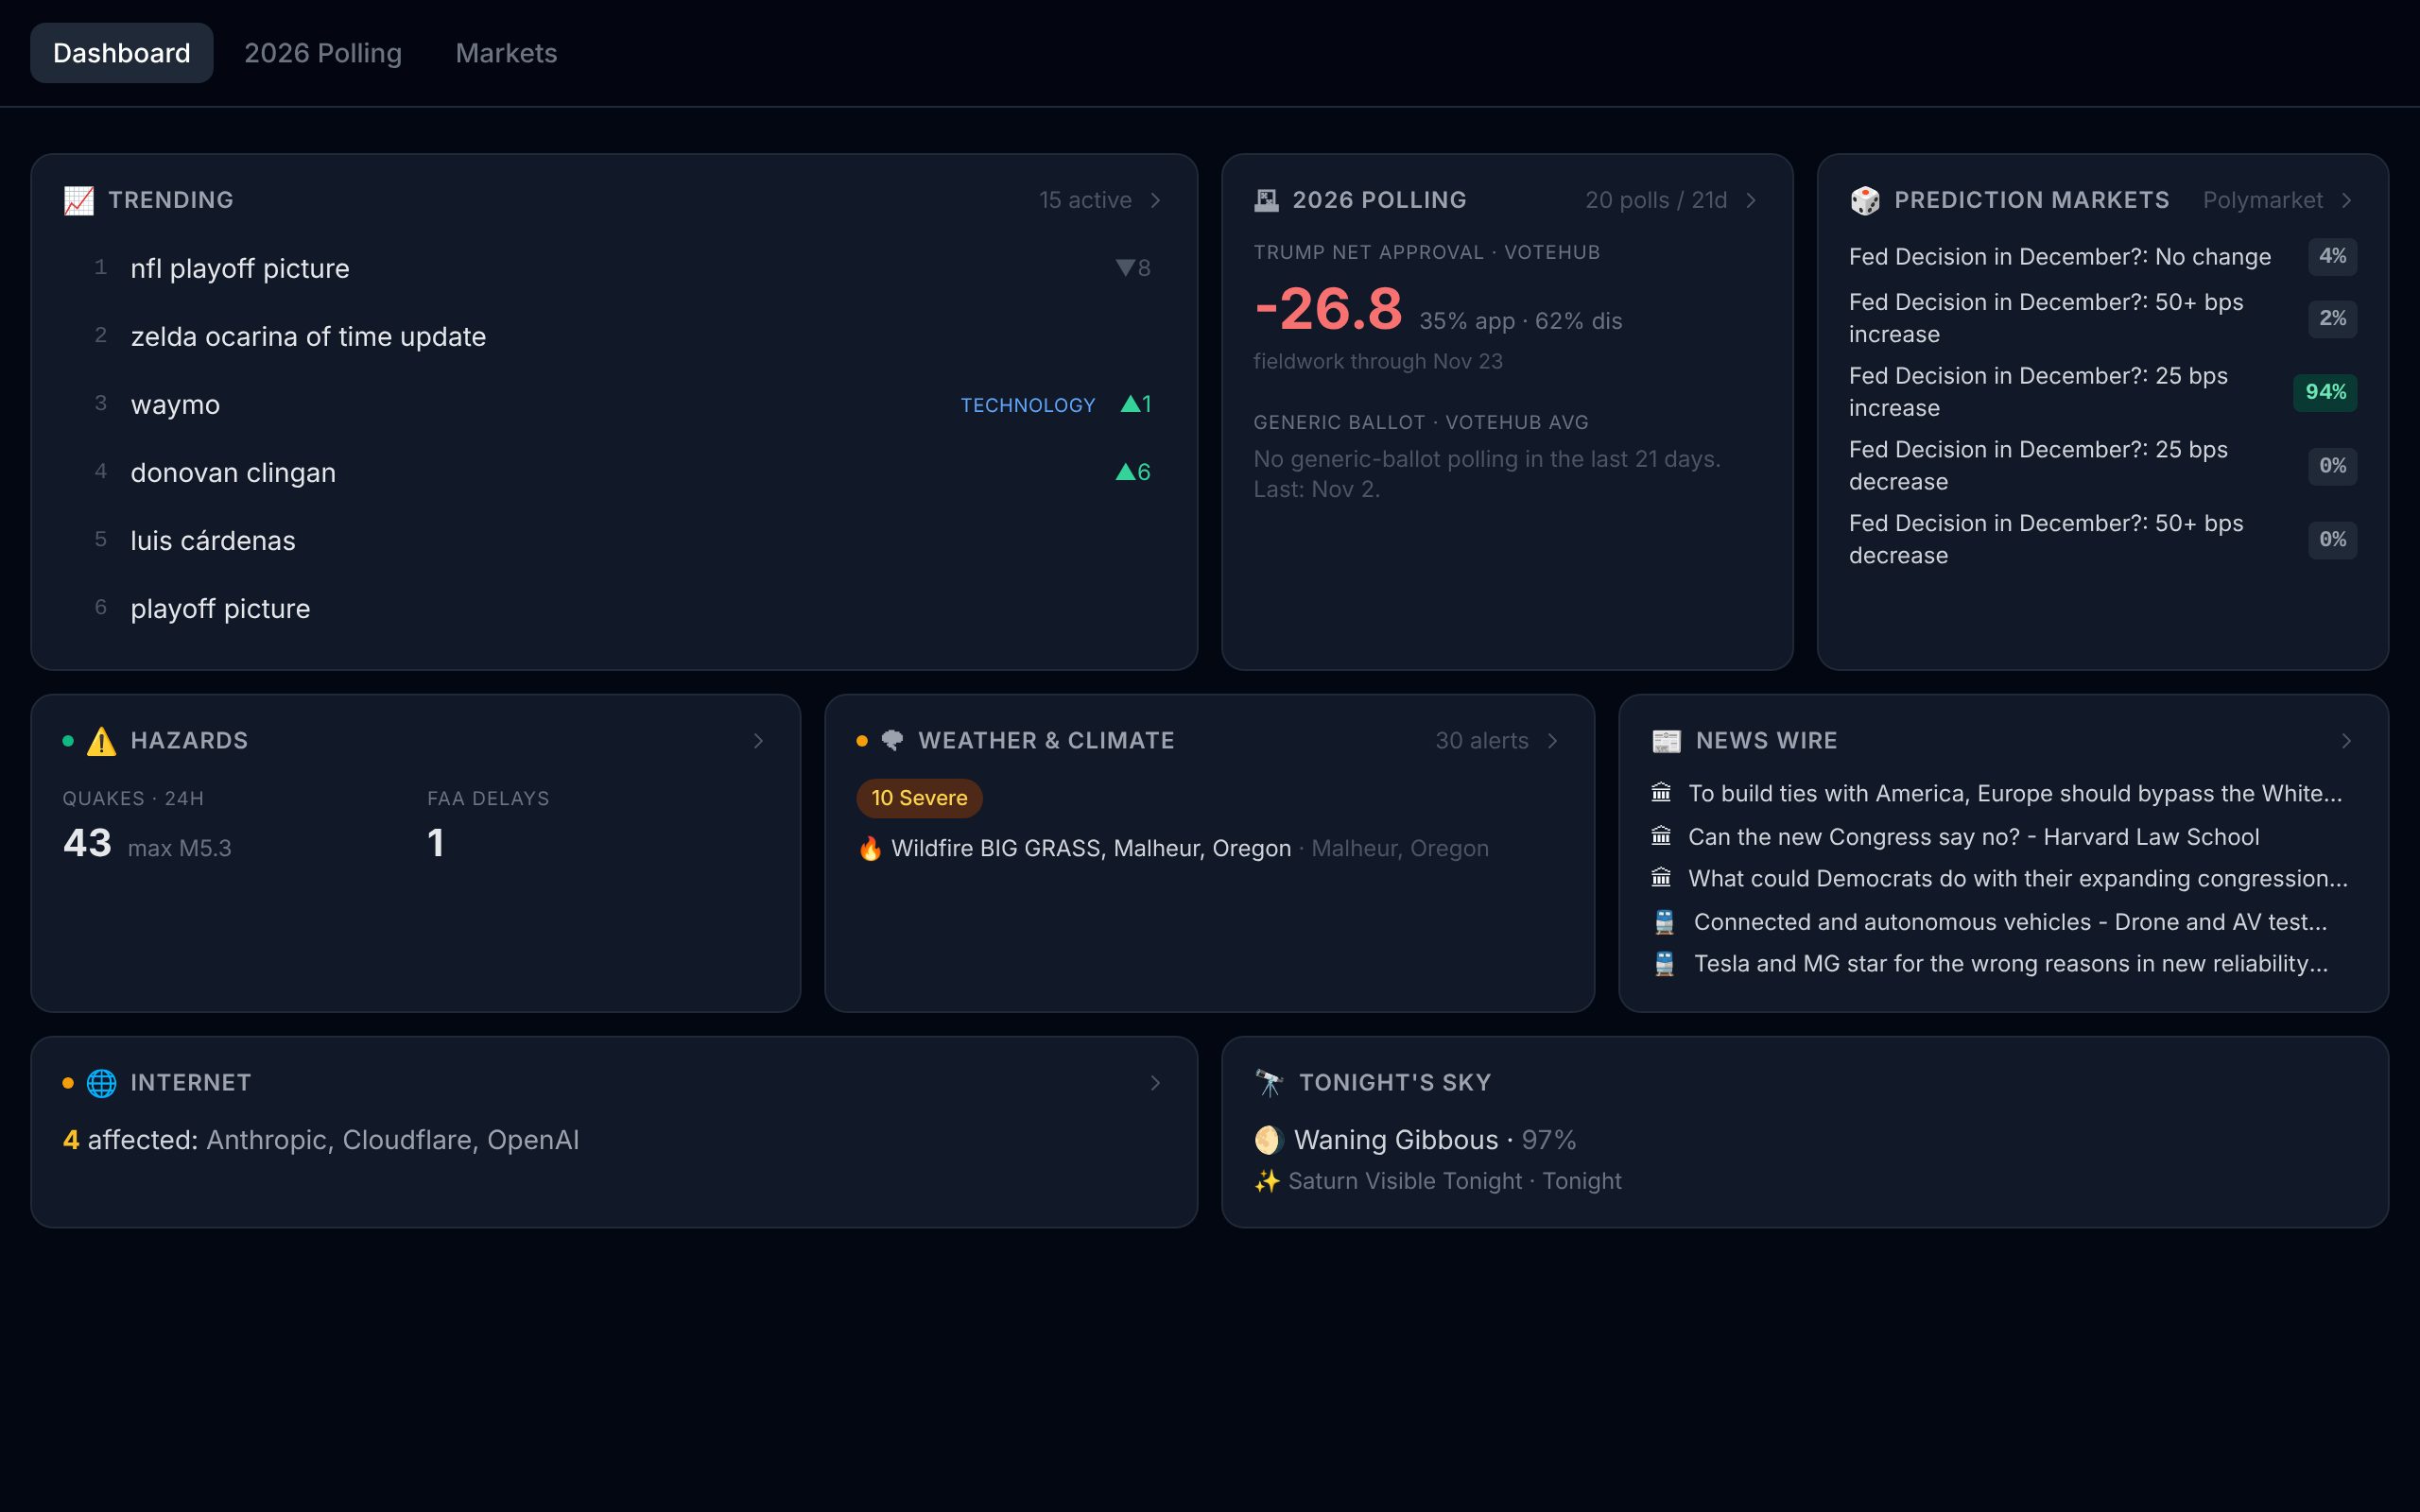 Dashboard 2026 Polling Markets
TRENDING 15 active
1 nfl playoff picture ▼8
2 zelda ocarina of time update
3 waymo TECHNOLOGY ▲1
4 donovan clingan ▲6
5 luis cárdenas
6 playoff picture
2026 POLLING 20 polls / 21d
TRUMP NET APPROVAL · VOTEHUB
-26.8 35% app · 62% dis
fieldwork through Nov 23
GENERIC BALLOT · VOTEHUB AVG
No generic-ballot polling in the last 21 days.
Last: Nov 2.
PREDICTION MARKETS Polymarket
Fed Decision in December?: No change 4%
Fed Decision in December?: 50+ bps
increase 2%
Fed Decision in December?: 25 bps
increase 94%
Fed Decision in December?: 25 bps
decrease 0%
Fed Decision in December?: 50+ bps
decrease 0%
HAZARDS
QUAKES · 24H FAA DELAYS
43 max M5.3 1
WEATHER & CLIMATE 30 alerts
10 Severe
Wildfire BIG GRASS, Malheur, Oregon · Malheur, Oregon
NEWS WIRE
To build ties with America, Europe should bypass the White...
Can the new Congress say no? - Harvard Law School
What could Democrats do with their expanding congression...
Connected and autonomous vehicles - Drone and AV test...
Tesla and MG star for the wrong reasons in new reliability...
INTERNET
4 affected: Anthropic, Cloudflare, OpenAI
TONIGHT'S SKY
Waning Gibbous · 97%
Saturn Visible Tonight · Tonight